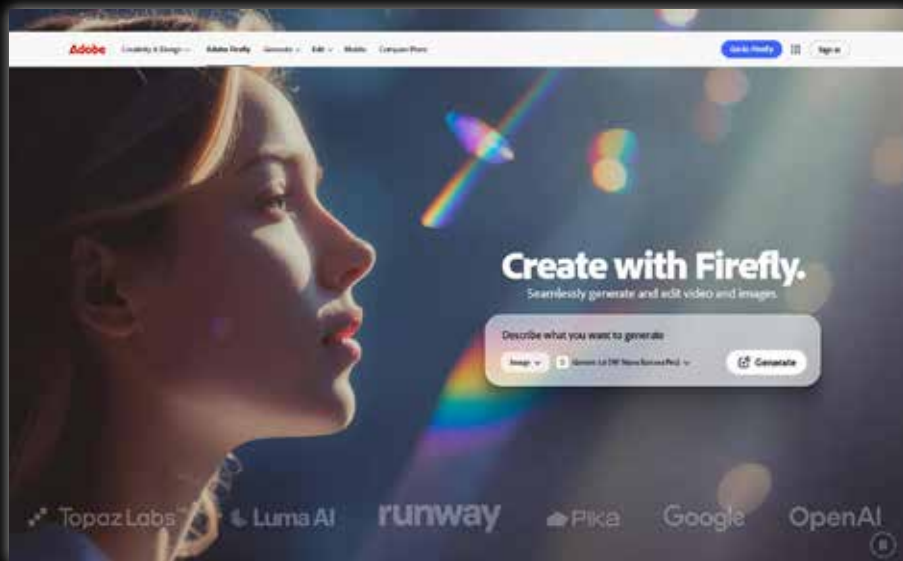 Adobe Creativity & Design Adobe Firefly Generate Edit Mobile Compare Plans Go to Firefly Sign in
Create with Firefly.
Seamlessly generate and edit video and images.
Describe what you want to generate
Image
Generate
Topaz Labs Luma AI runway Pika Google OpenAI